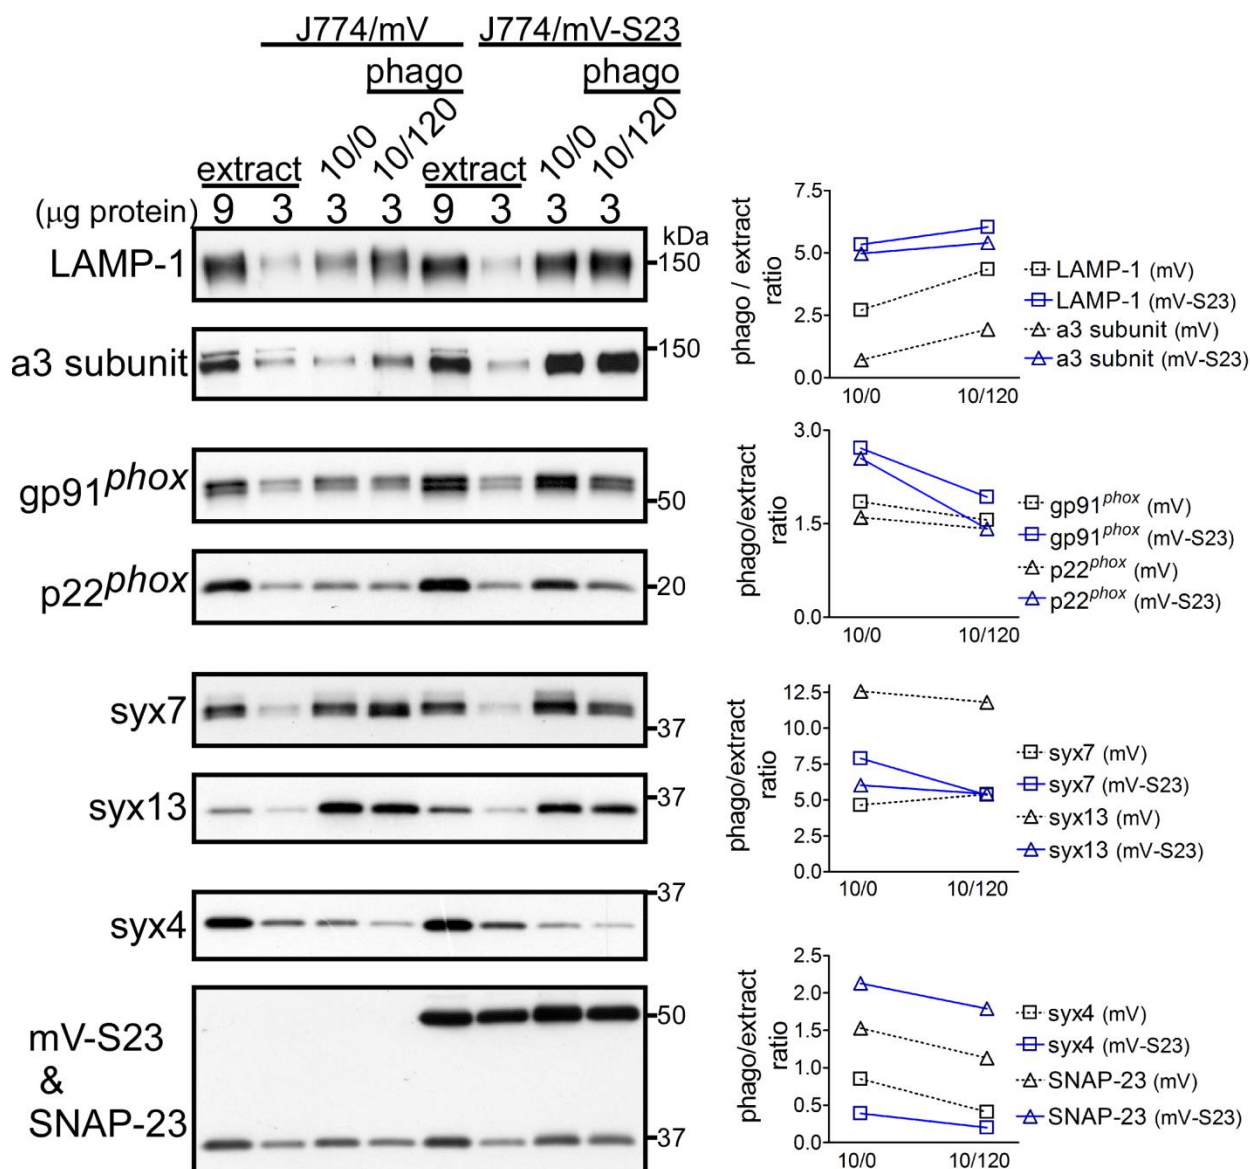 J774/mV J774/mV-S23
phago phago
extract 10/0 10/120 extract 10/0 10/120
(μg protein) 9 3 3 3 9 3 3 3
kDa
LAMP-1 150
a3 subunit 150
gp91phox 50
p22phox 20
syx7 37
syx13 37
syx4 37
mV-S23
&
SNAP-23
50
37
phago / extract
ratio
7.5
5.0
2.5
0.0
10/0 10/120
LAMP-1 (mV)
LAMP-1 (mV-S23)
a3 subunit (mV)
a3 subnit (mV-S23)
phago/extract
ratio
3.0
1.5
0.0
10/0 10/120
gp91phox (mV)
gp91phox (mV-S23)
p22phox (mV)
p22phox (mV-S23)
phago/extract
ratio
12.5
10.0
7.5
5.0
2.5
0.0
10/0 10/120
syx7 (mV)
syx7 (mV-S23)
syx13 (mV)
syx13 (mV-S23)
phago/extract
ratio
2.5
2.0
1.5
1.0
0.5
0.0
10/0 10/120
syx4 (mV)
syx4 (mV-S23)
SNAP-23 (mV)
SNAP-23 (mV-S23)